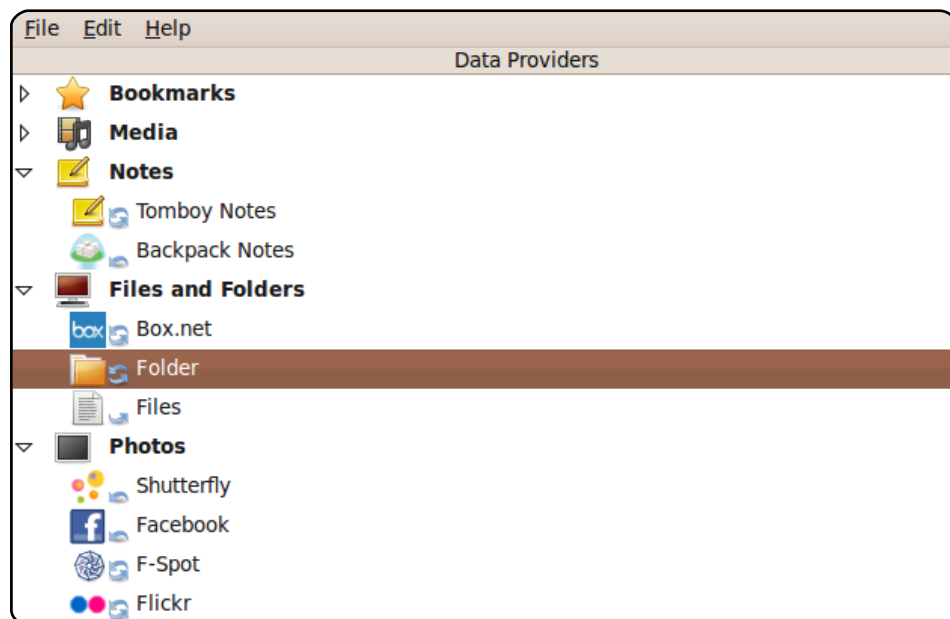 File Edit Help
Data Providers
Bookmarks
Media
Notes
Tomboy Notes
Backpack Notes
Files and Folders
box Box.net
Folder
Files
Photos
Shutterfly
f Facebook
F-Spot
Flickr